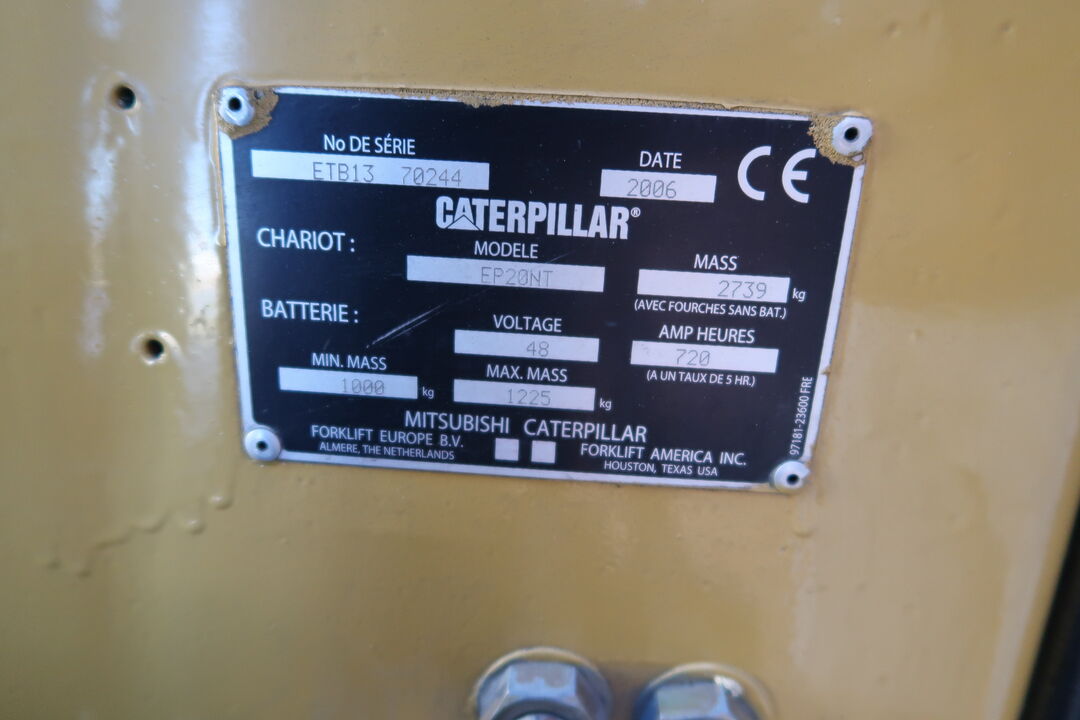 No DE SÉRIE
ETB13 70244
DATE
2006
CE
CATERPILLAR®
CHARIOT :
MODELE
EP20NT
MASS
2739 kg
(AVEC FOURCHES SANS BAT.)
BATTERIE :
VOLTAGE
48
AMP HEURES
720
(A UN TAUX DE 5 HR.)
MIN. MASS
1000 kg
MAX. MASS
1225 kg
MITSUBISHI CATERPILLAR
FORKLIFT EUROPE B.V.
ALMERE, THE NETHERLANDS
FORKLIFT AMERICA INC.
HOUSTON, TEXAS USA
97181-23600 FRE